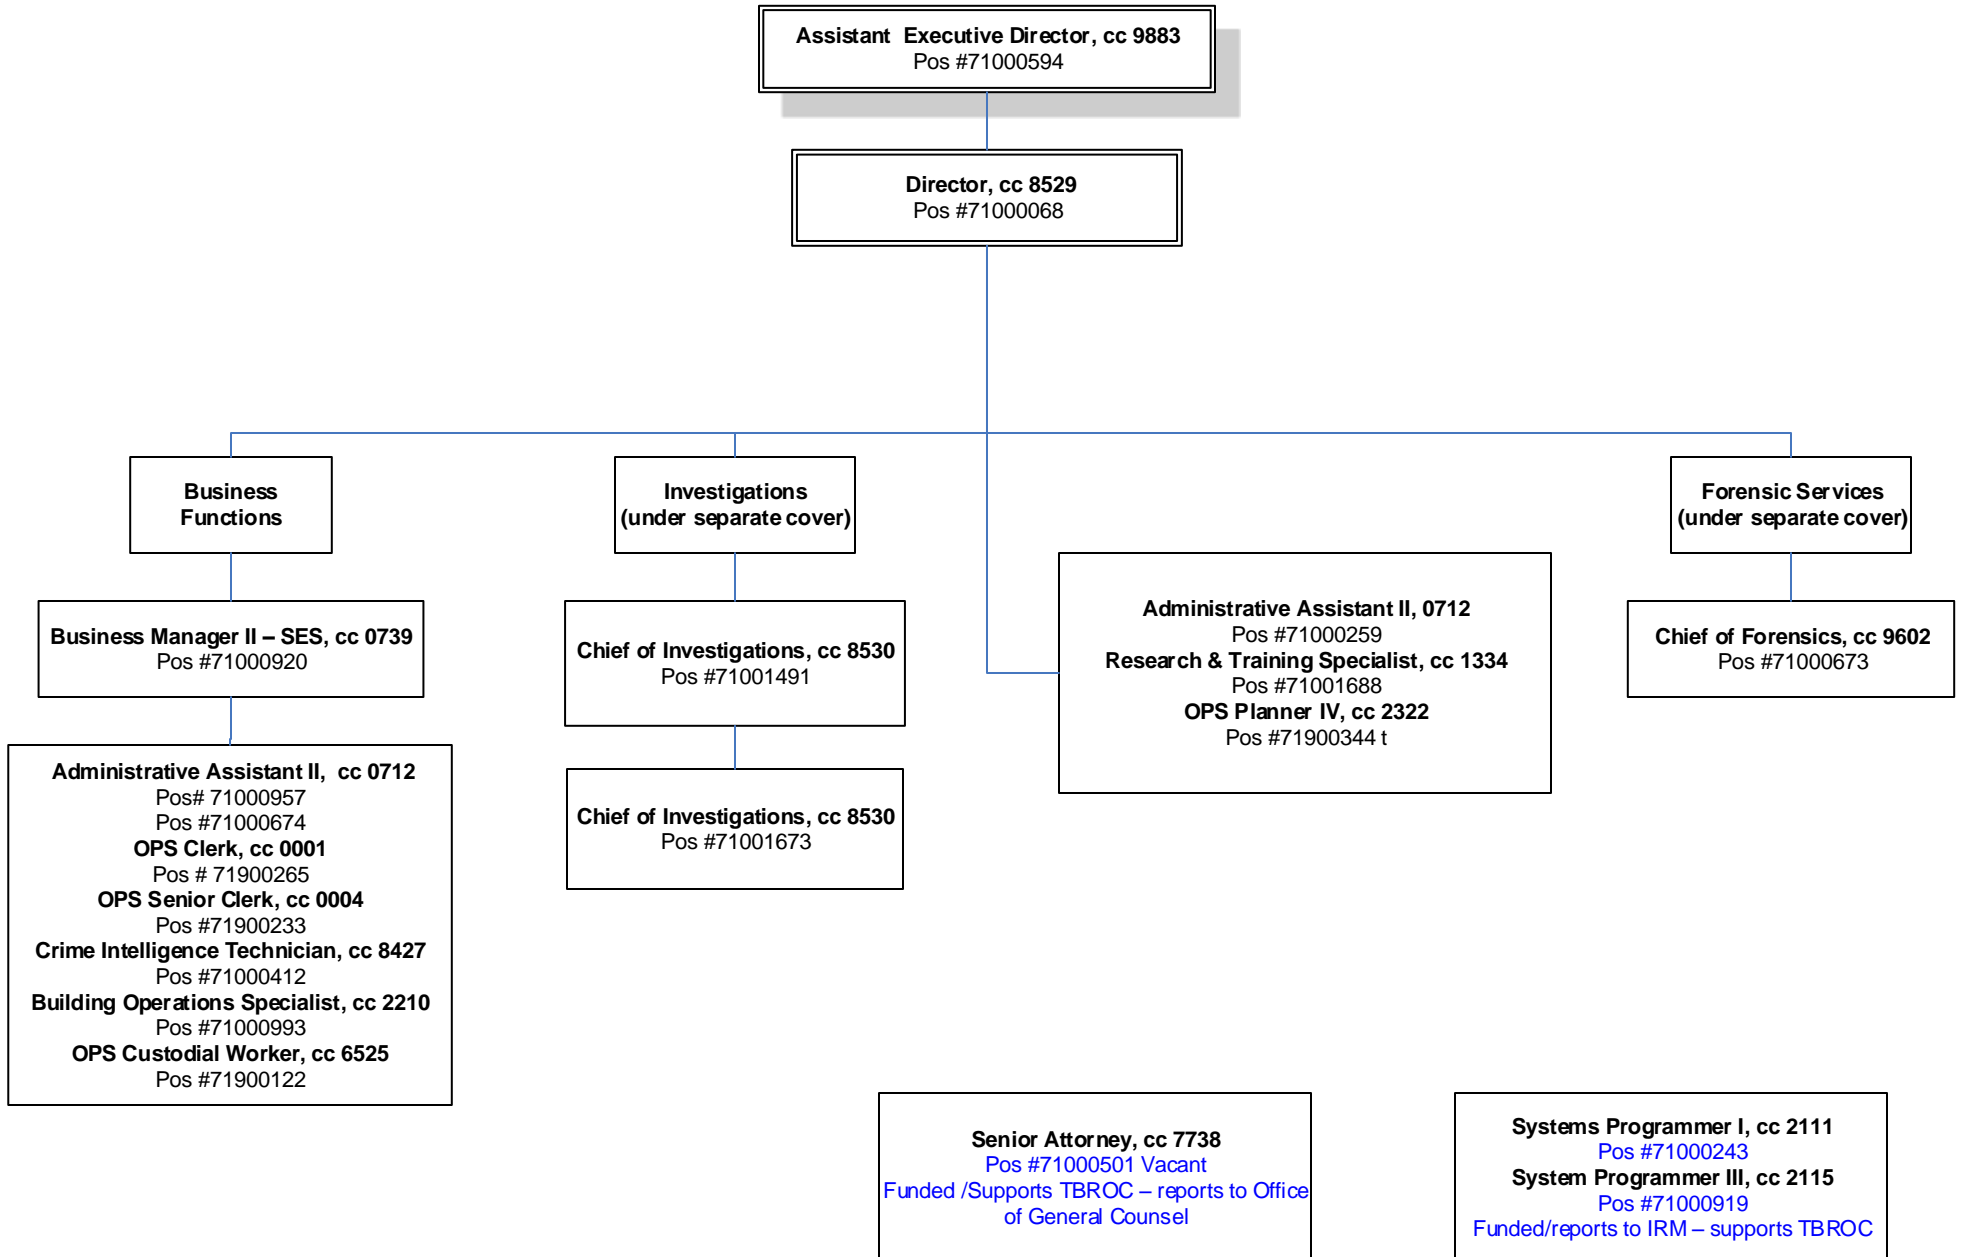 Assistant  Executive Director, cc 9883
Pos #71000594
Director, cc 8529
Pos #71000068
Business
Functions
Business Manager II – SES, cc 0739
Pos #71000920
Administrative Assistant II,  cc 0712
Pos# 71000957
Pos #71000674
OPS Clerk, cc 0001
Pos # 71900265
OPS Senior Clerk, cc 0004
Pos #71900233
Crime Intelligence Technician, cc 8427
Pos #71000412
Building Operations Specialist, cc 2210
Pos #71000993
OPS Custodial Worker, cc 6525
Pos #71900122
Investigations
(under separate cover)
Chief of Investigations, cc 8530
Pos #71001491
Chief of Investigations, cc 8530
Pos #71001673
Administrative Assistant II, 0712
Pos #71000259
Research & Training Specialist, cc 1334
Pos #71001688
OPS Planner IV, cc 2322
Pos #71900344 t
Forensic Services
(under separate cover)
Chief of Forensics, cc 9602
Pos #71000673
Senior Attorney, cc 7738
Pos #71000501 Vacant
Funded /Supports TBROC – reports to Office
of General Counsel
Systems Programmer I, cc 2111
Pos #71000243
System Programmer III, cc 2115
Pos #71000919
Funded/reports to IRM – supports TBROC